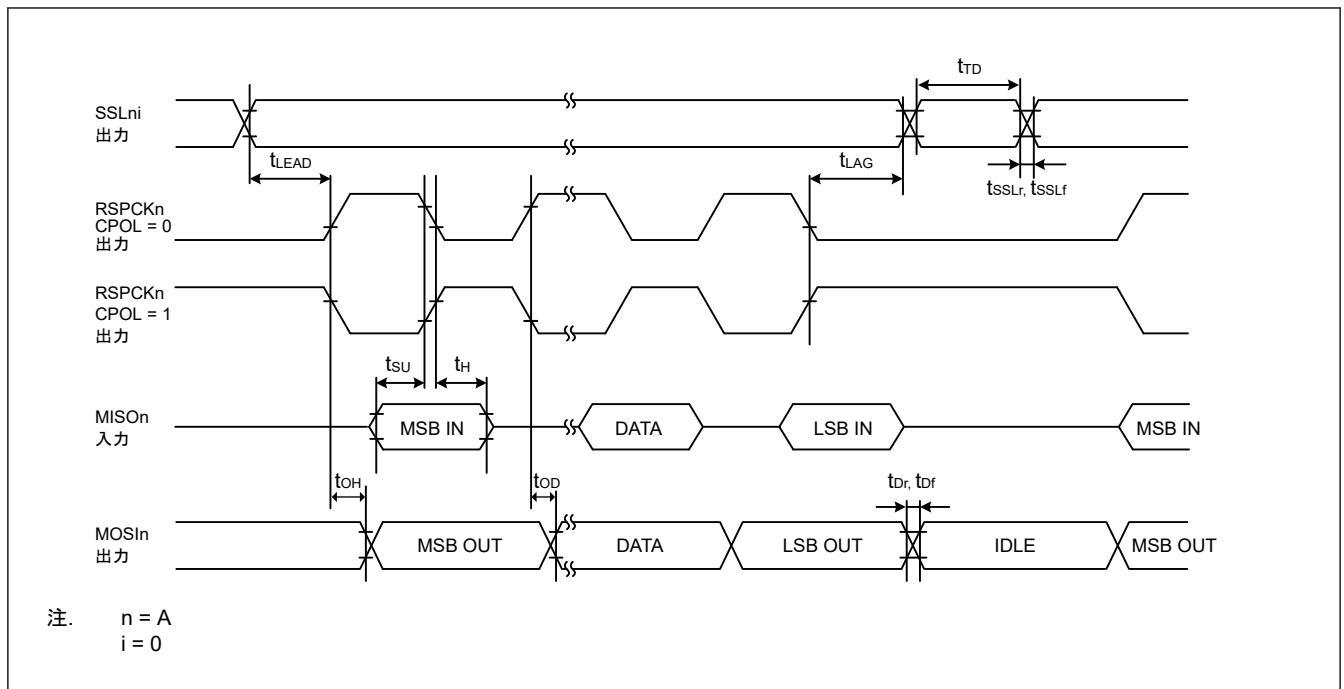 tTD
SSLni
出力
tLEAD
tLAG
tSSLr, tSSLf
RSPCKn
CPOL = 0
出力
RSPCKn
CPOL = 1
出力
tSU
tH
MISOn
入力
MSB IN
DATA
LSB IN
MSB IN
tOH
tOD
tDr, tDf
MOSIn
出力
MSB OUT
DATA
LSB OUT
IDLE
MSB OUT
注. n = A
i = 0